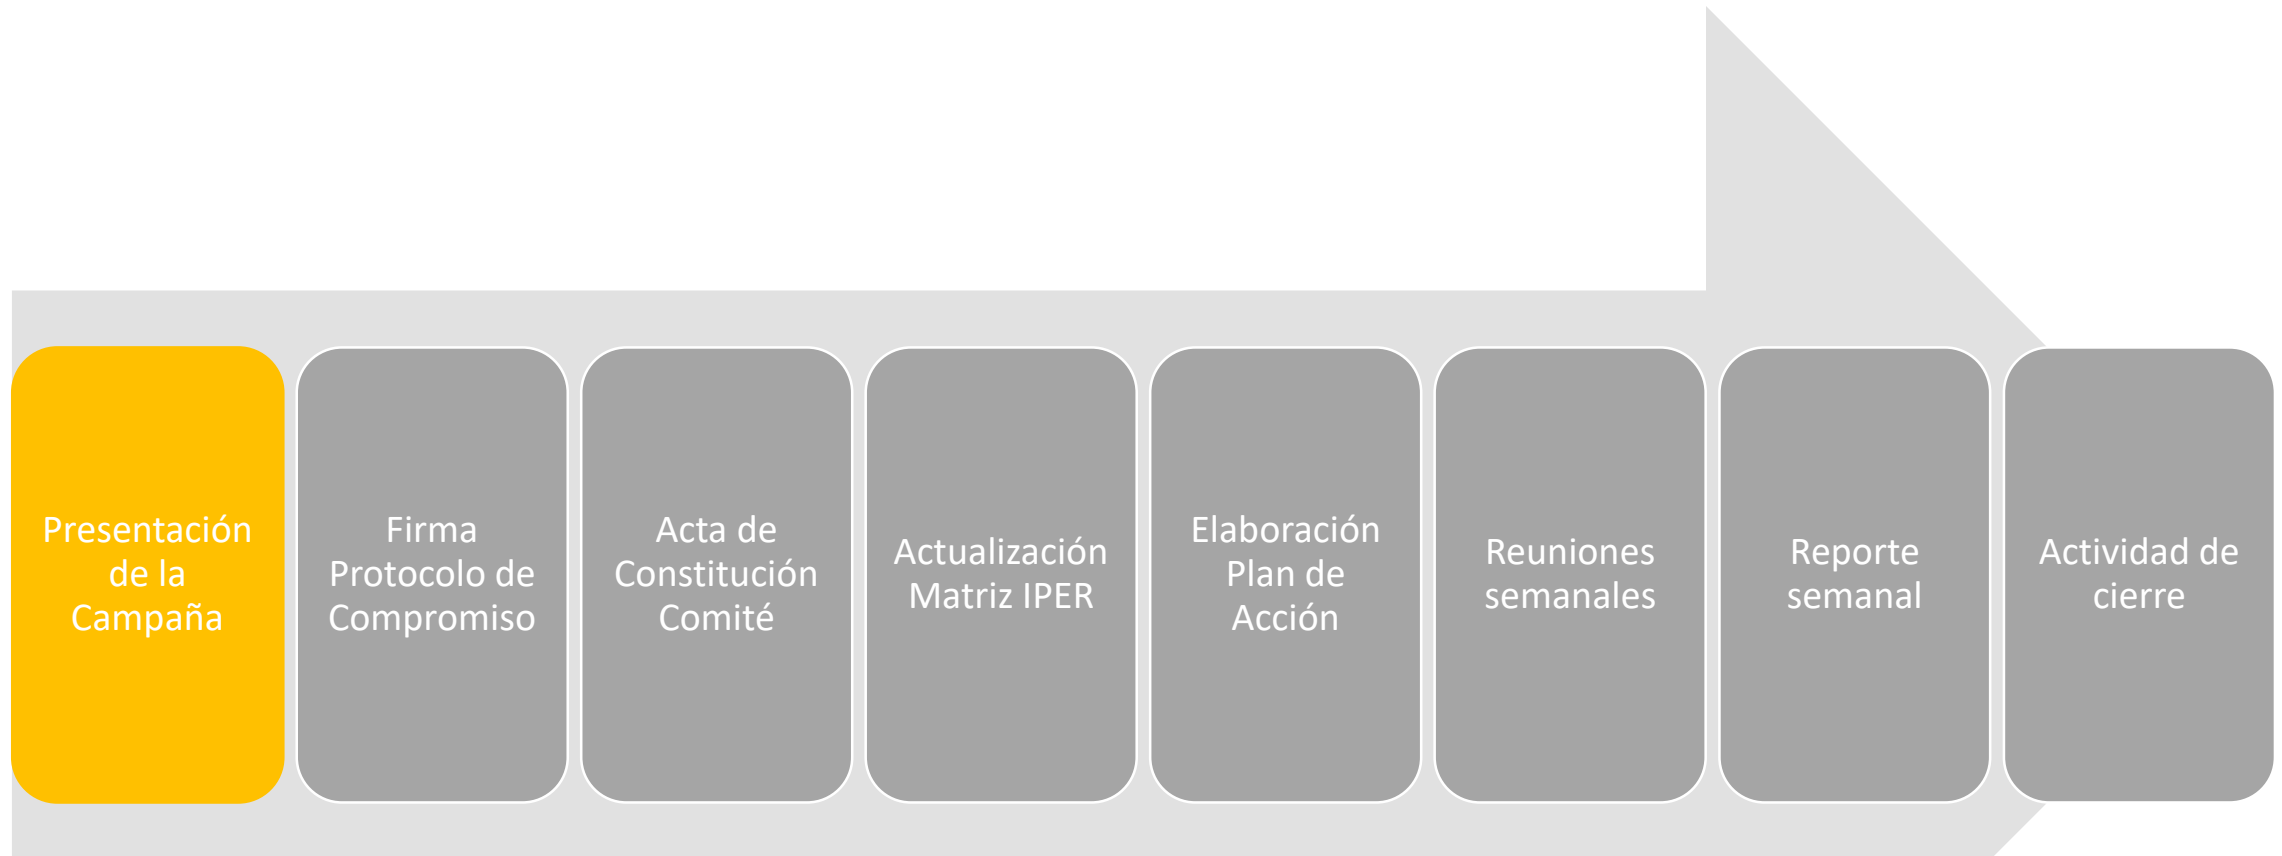 Presentación
de la
Campaña
Firma
Protocolo de
Compromiso
Acta de
Constitución
Comité
Actualización
Matriz IPER
Elaboración
Plan de
Acción
Reuniones
semanales
Reporte
semanal
Actividad de
cierre